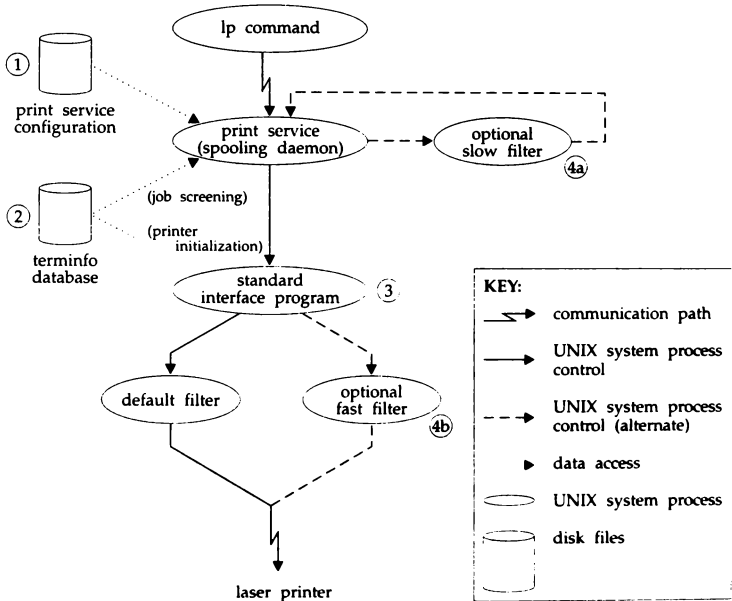 lp command
1
print service
configuration
print service
(spooling daemon)
optional
slow filter
4a
2
(job screening)
(printer
initialization)
terminfo
database
standard
interface program
3
default filter
optional
fast filter
4b
laser printer
KEY:
communication path
UNIX system process
control
UNIX system process
control (alternate)
data access
UNIX system process
disk files